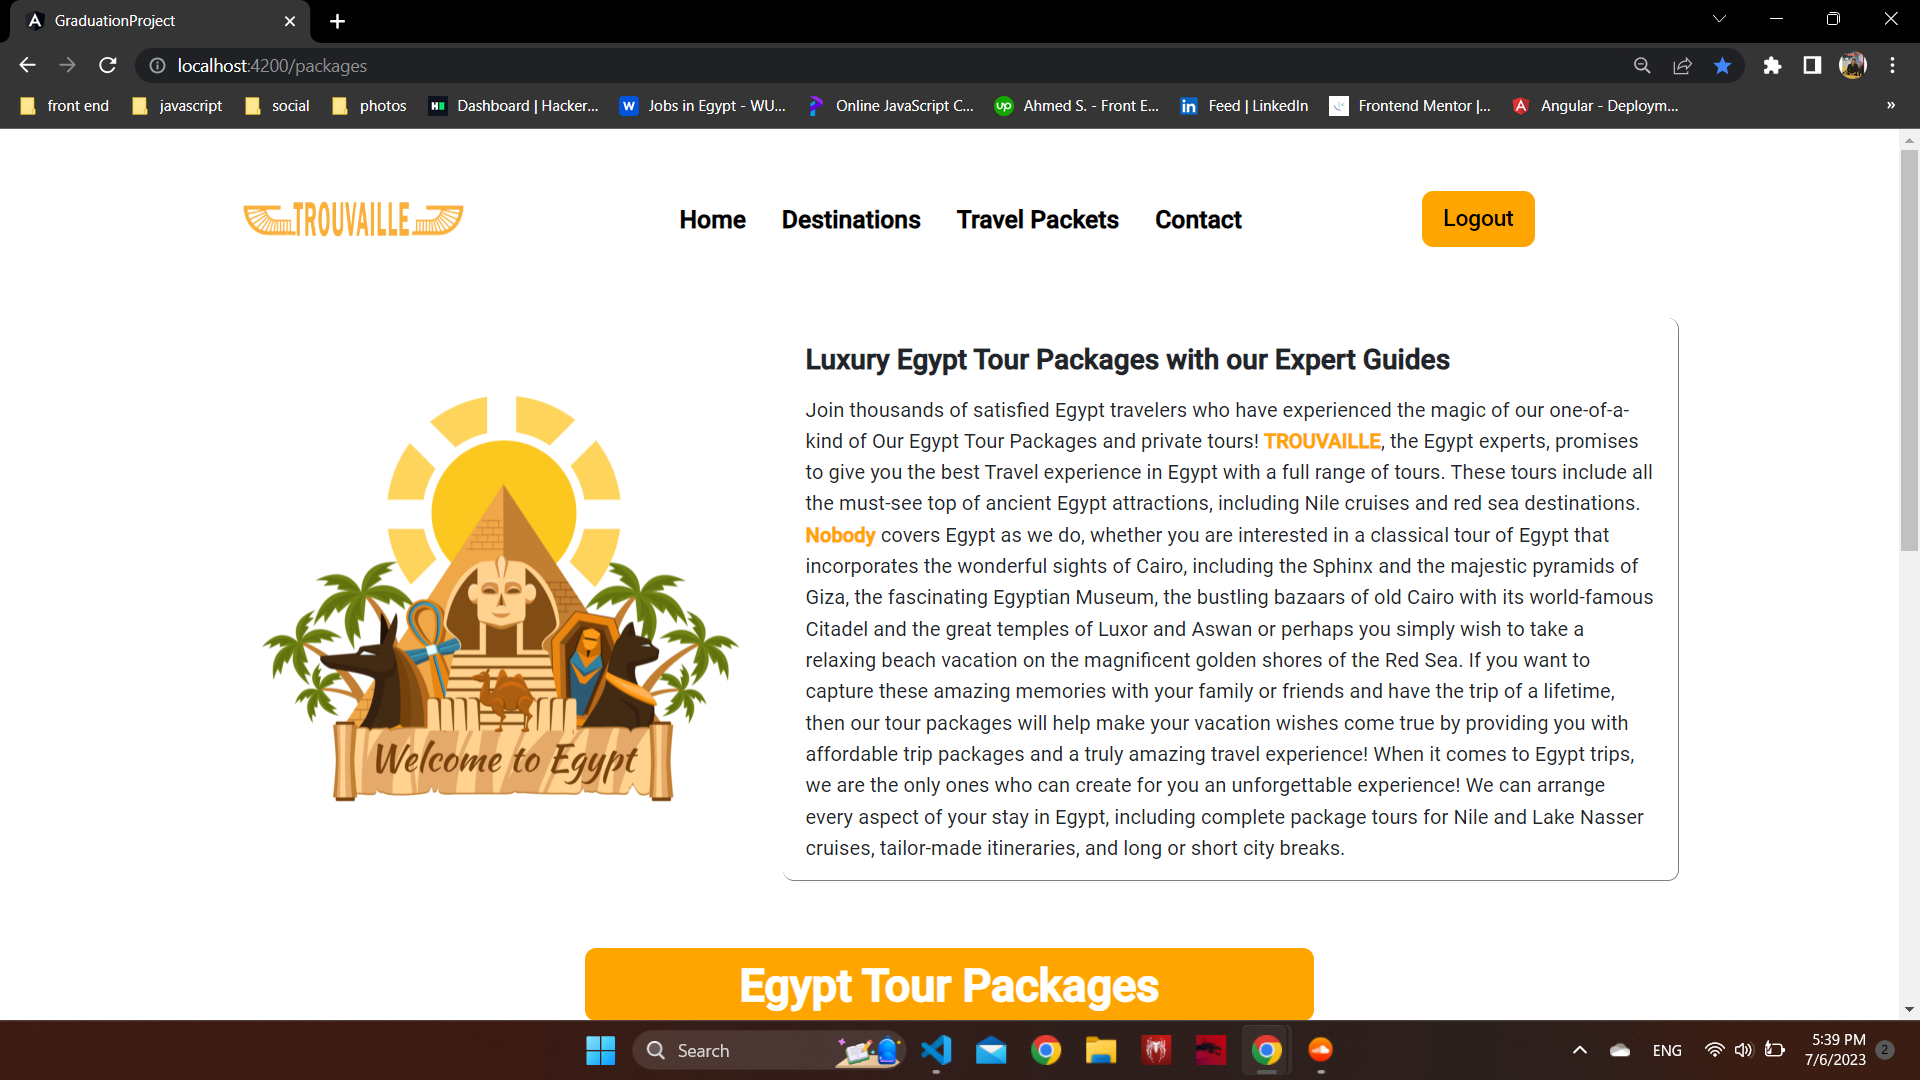 GraduationProject
localhost:4200/packages
front end
javascript
social
photos
Dashboard | Hacker...
Jobs in Egypt - WU...
Online JavaScript C...
Ahmed S. - Front E...
Feed | LinkedIn
Frontend Mentor |...
Angular - Deploym...
»
TROUVAILLE
Home
Destinations
Travel Packets
Contact
Logout
Welcome to Egypt
Luxury Egypt Tour Packages with our Expert Guides
Join thousands of satisfied Egypt travelers who have experienced the magic of our one-of-a-
kind of Our Egypt Tour Packages and private tours! TROUVAILLE, the Egypt experts, promises
to give you the best Travel experience in Egypt with a full range of tours. These tours include all
the must-see top of ancient Egypt attractions, including Nile cruises and red sea destinations.
Nobody covers Egypt as we do, whether you are interested in a classical tour of Egypt that
incorporates the wonderful sights of Cairo, including the Sphinx and the majestic pyramids of
Giza, the fascinating Egyptian Museum, the bustling bazaars of old Cairo with its world-famous
Citadel and the great temples of Luxor and Aswan or perhaps you simply wish to take a
relaxing beach vacation on the magnificent golden shores of the Red Sea. If you want to
capture these amazing memories with your family or friends and have the trip of a lifetime,
then our tour packages will help make your vacation wishes come true by providing you with
affordable trip packages and a truly amazing travel experience! When it comes to Egypt trips,
we are the only ones who can create for you an unforgettable experience! We can arrange
every aspect of your stay in Egypt, including complete package tours for Nile and Lake Nasser
cruises, tailor-made itineraries, and long or short city breaks.
Egypt Tour Packages
Search
ENG
5:39 PM
7/6/2023
2